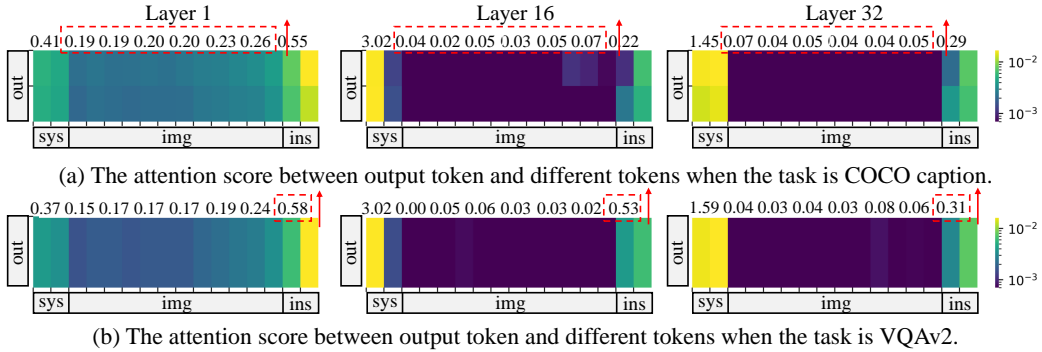 Layer 1 Layer 16 Layer 32
0.41 0.19 0.19 0.20 0.20 0.23 0.26 0.55 3.02 0.04 0.02 0.05 0.03 0.05 0.07 0.22 1.45 0.07 0.04 0.05 0.04 0.04 0.05 0.29
out out out 10⁻² 10⁻³
sys img ins sys img ins sys img ins
(a) The attention score between output token and different tokens when the task is COCO caption.
0.37 0.15 0.17 0.17 0.17 0.19 0.24 0.58 3.02 0.00 0.05 0.06 0.03 0.03 0.02 0.53 1.59 0.04 0.03 0.04 0.03 0.08 0.06 0.31
out out out 10⁻² 10⁻³
sys img ins sys img ins sys img ins
(b) The attention score between output token and different tokens when the task is VQAv2.